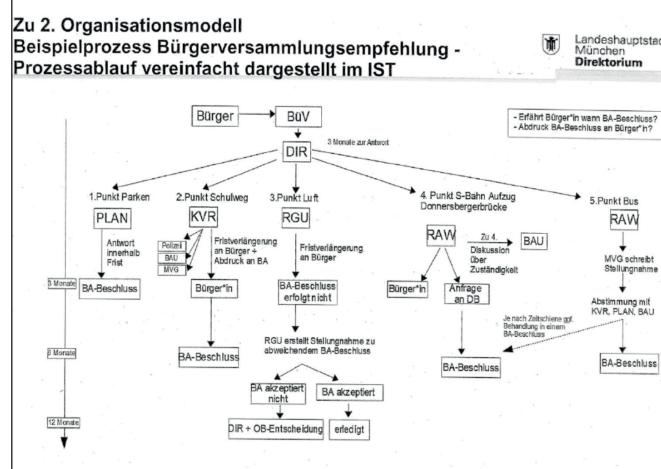 Zu 2. Organisationsmodell
Beispielprozess Bürgerversammlungsempfehlung -
Prozessablauf vereinfacht dargestellt im IST
Landeshauptstad
München
Direktorium
Bürger
BüV
- Erfährt Bürger*in wann BA-Beschluss?
- Abdruck BA-Beschluss an Bürger*in?
3 Monate zur Antwort
DIR
1.Punkt Parken
2.Punkt Schulweg
3.Punkt Luft
4. Punkt S-Bahn Aufzug
Donnersbergerbrücke
5.Punkt Bus
PLAN
KVR
RGU
RAW
RAW
Zu 4.
Diskussion
über
Zuständigkeit
BAU
Antwort
innerhalb
Frist
Polizei
BAU
MVG
Fristverlängerung
an Bürger +
Abdruck an BA
Fristverlängerung
an Bürger
MVG schreibt
Stellungnahme
3 Monate
BA-Beschluss
Bürger*in
BA-Beschluss
erfolgt nicht
Bürger*in
Anfrage
an DB
Abstimmung mit
KVR, PLAN, BAU
Je nach Zeitschiene ggf.
Behandlung in einem
BA-Beschluss
RGU erstellt Stellungnahme zu
abweichendem BA-Beschluss
Monate
BA-Beschluss
BA-Beschluss
BA-Beschluss
BA akzeptiert
nicht
BA akzeptiert
12 Monate
DIR + OB-Entscheidung
erledigt